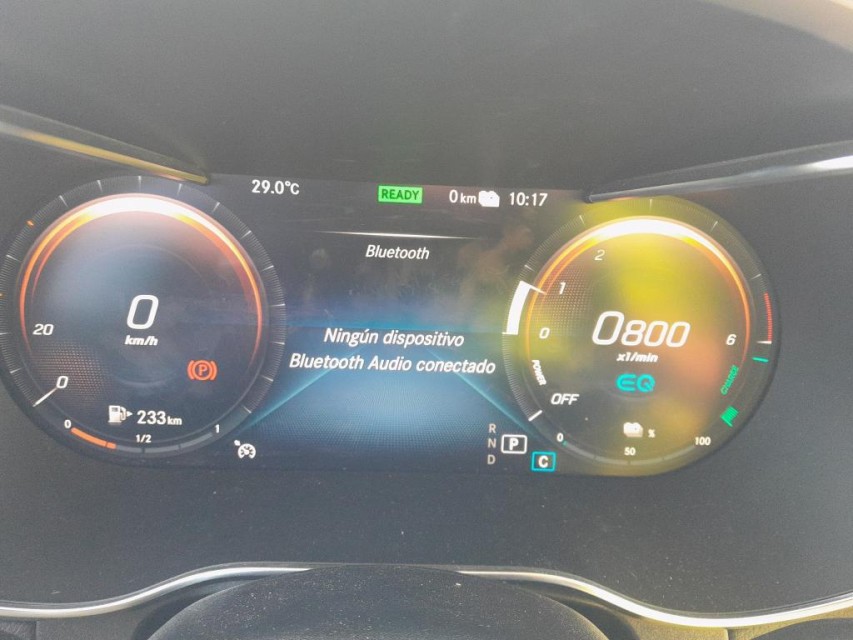 29.0°C
READY
0 km
10:17
Bluetooth
Ningún dispositivo
Bluetooth Audio conectado
0
km/h
20
0
P
233 km
0
1/2
1
R
N
P
D
C
2
1
0
0800
x1/min
6
POWER
CHARGE
EQ
OFF
%
0
50
100